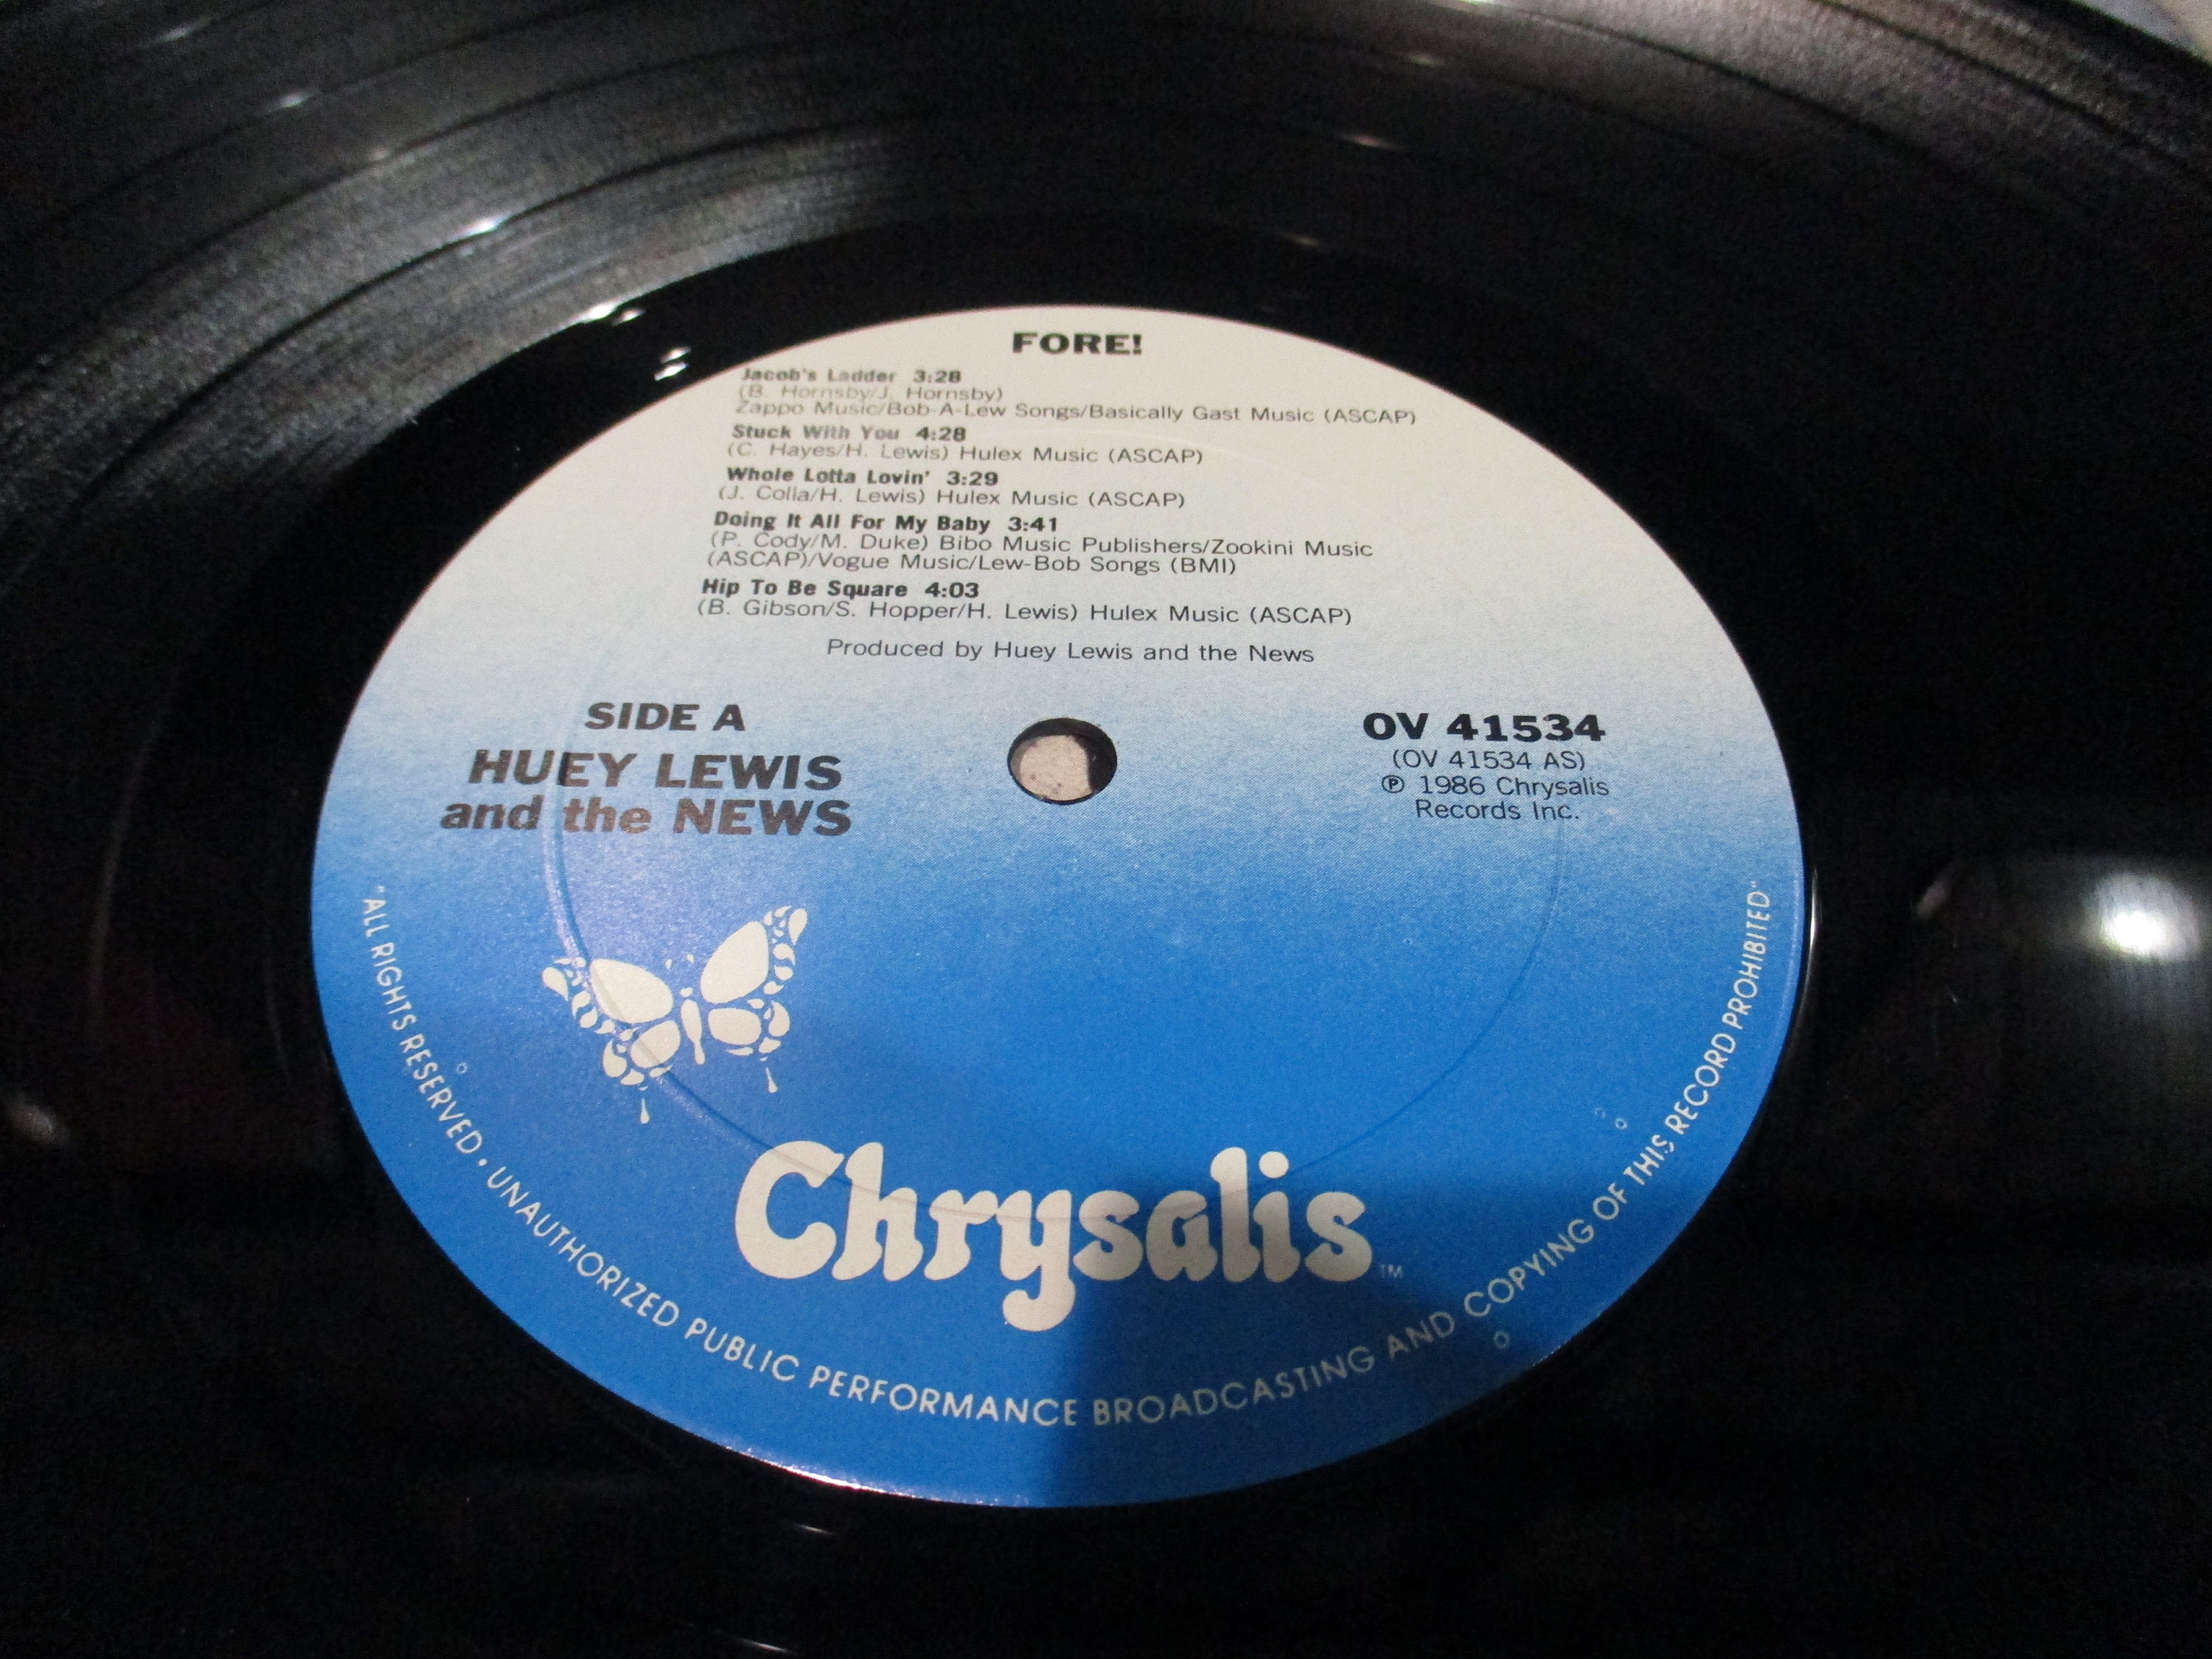 FORE!
Jacob's Ladder 3:28
(B. Hornsby/J. Hornsby)
Zappo Music/Bob-A-Lew Songs/Basically Gast Music (ASCAP)
Stuck With You 4:28
(C. Hayes/H. Lewis) Hulex Music (ASCAP)
Whole Lotta Lovin' 3:29
(J. Colla/H. Lewis) Hulex Music (ASCAP)
Doing It All For My Baby 3:41
(P. Cody/M. Duke) Bibo Music Publishers/Zookini Music
(ASCAP)/Vogue Music/Lew-Bob Songs (BMI)
Hip To Be Square 4:03
(B. Gibson/S. Hopper/H. Lewis) Hulex Music (ASCAP)
Produced by Huey Lewis and the News
SIDE A
HUEY LEWIS
and the NEWS
OV 41534
(OV 41534 AS)
℗ 1986 Chrysalis
Records Inc.
Chrysalis™
"ALL RIGHTS RESERVED • UNAUTHORIZED PUBLIC PERFORMANCE BROADCASTING AND COPYING OF THIS RECORD PROHIBITED"